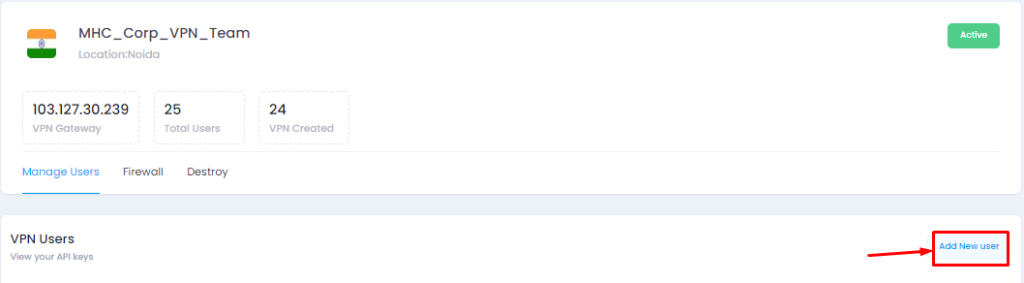 MHC_Corp_VPN_Team
Location:Noida
Active
103.127.30.239
VPN Gateway
25
Total Users
24
VPN Created
Manage Users
Firewall
Destroy
VPN Users
View your API keys
Add New user